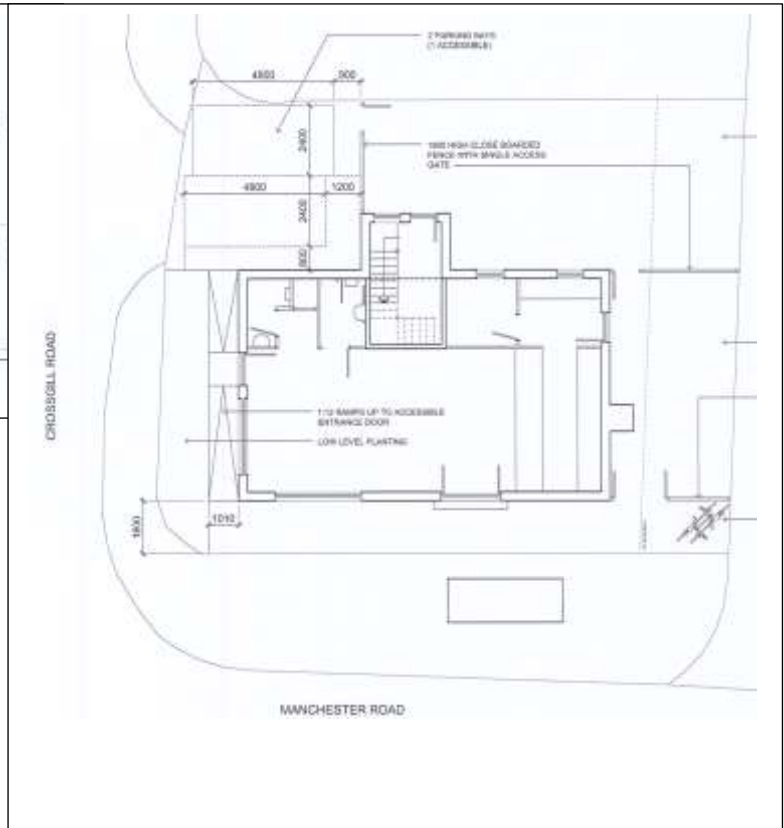 2 PARKING BAYS
(1 ACCESSIBLE)
4800
900
2400
1800 HIGH CLOSE BOARDED
FENCE WITH SINGLE ACCESS
GATE
4800
1200
2400
800
CROSSGILL ROAD
1:12 RAMPS UP TO ACCESSIBLE
ENTRANCE DOOR
LOW LEVEL PLANTING
1800
1010
MANCHESTER ROAD